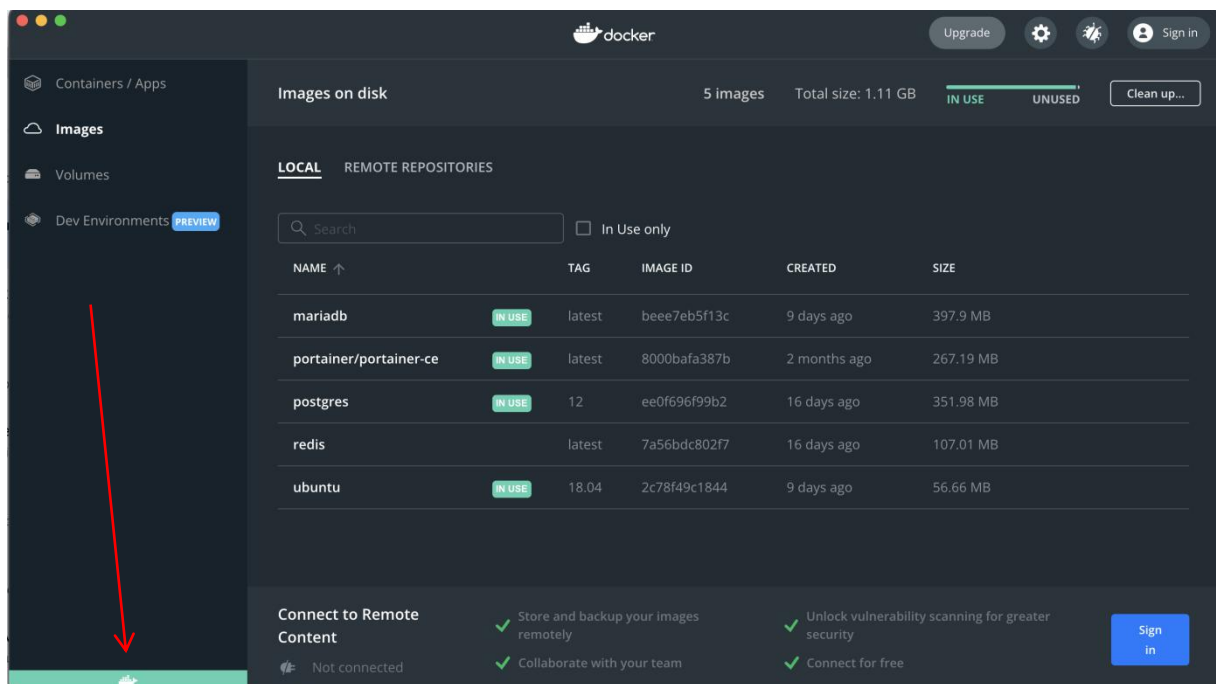 docker
Upgrade
Sign in
Containers / Apps
Images
Volumes
Dev Environments PREVIEW
Images on disk
5 images
Total size: 1.11 GB
IN USE
UNUSED
Clean up...
LOCAL
REMOTE REPOSITORIES
Search
In Use only
NAME TAG IMAGE ID CREATED SIZE
mariadb IN USE latest beee7eb5f13c 9 days ago 397.9 MB
portainer/portainer-ce IN USE latest 8000bafa387b 2 months ago 267.19 MB
postgres IN USE 12 ee0f696f99b2 16 days ago 351.98 MB
redis latest 7a56bdc802f7 16 days ago 107.01 MB
ubuntu IN USE 18.04 2c78f49c1844 9 days ago 56.66 MB
Connect to Remote
Content
Not connected
Store and backup your images
remotely
Collaborate with your team
Unlock vulnerability scanning for greater
security
Connect for free
Sign
in